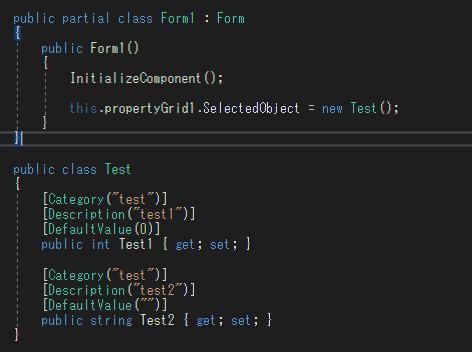 public partial class Form1 : Form
{
    public Form1()
    {
        InitializeComponent();

        this.propertyGrid1.SelectedObject = new Test();
    }
}

public class Test
{
    [Category("test")]
    [Description("test1")]
    [DefaultValue(0)]
    public int Test1 { get; set; }

    [Category("test")]
    [Description("test2")]
    [DefaultValue("")]
    public string Test2 { get; set; }
}